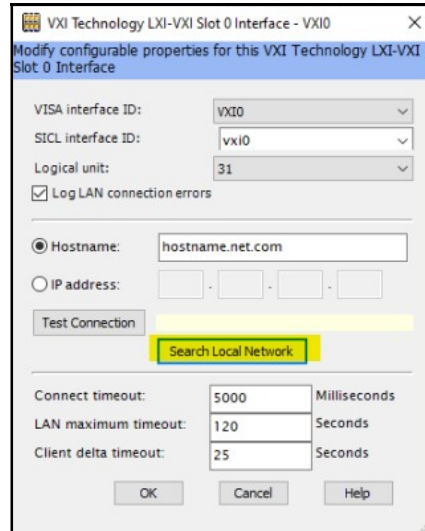 VXI Technology LXI-VXI Slot 0 Interface - VXI0
Modify configurable properties for this VXI Technology LXI-VXI
Slot 0 Interface
VISA interface ID: VXI0
SICL interface ID: vxi0
Logical unit: 31
Log LAN connection errors
Hostname: hostname.net.com
IP address: . . .
Test Connection
Search Local Network
Connect timeout: 5000 Milliseconds
LAN maximum timeout: 120 Seconds
Client delta timeout: 25 Seconds
OK Cancel Help